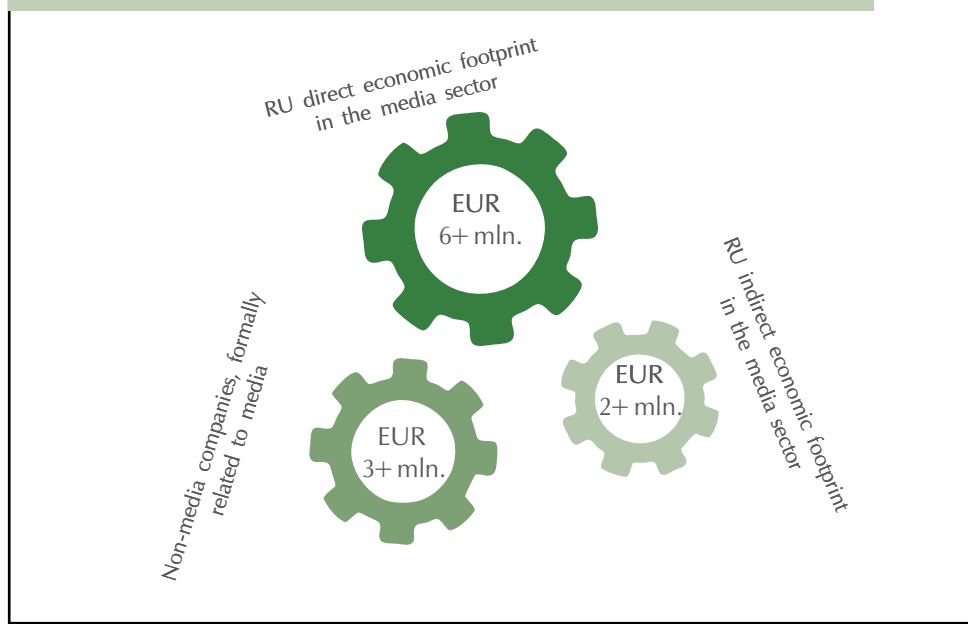 RU direct economic footprint
in the media sector
EUR
6+ mln.
RU indirect economic footprint
in the media sector
EUR
2+ mln.
Non-media companies, formally
related to media
EUR
3+ mln.